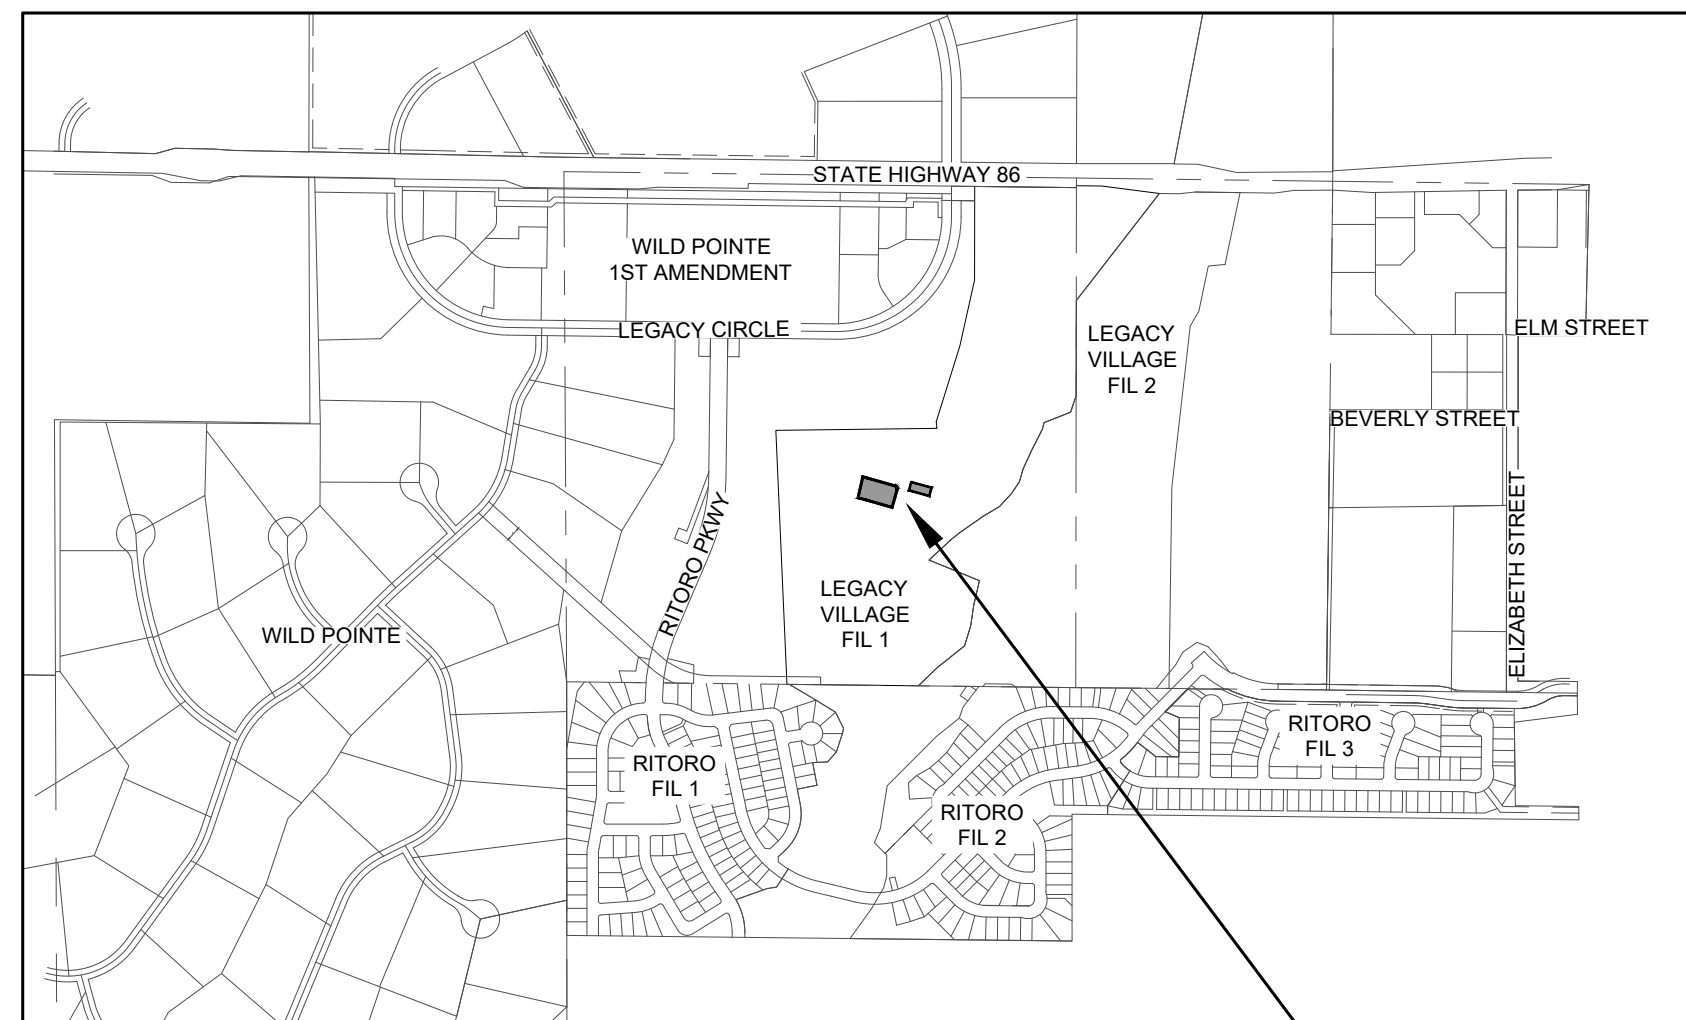 STATE HIGHWAY 86
WILD POINTE
1ST AMENDMENT
LEGACY CIRCLE
LEGACY
VILLAGE
FIL 2
ELM STREET
BEVERLY STREET
ELIZABETH STREET
RITORO PKWY
LEGACY
VILLAGE
FIL 1
WILD POINTE
RITORO
FIL 3
RITORO
FIL 1
RITORO
FIL 2